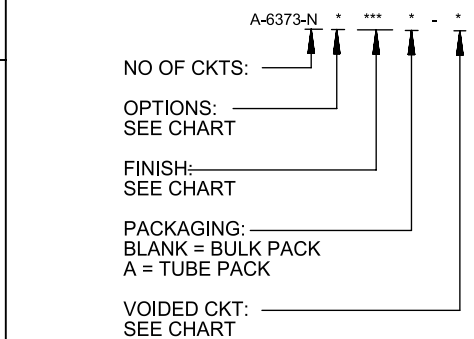 A-6373-N * *** * - *
NO OF CKTS:
OPTIONS:
SEE CHART
FINISH:
SEE CHART
PACKAGING:
BLANK = BULK PACK
A = TUBE PACK
VOIDED CKT:
SEE CHART